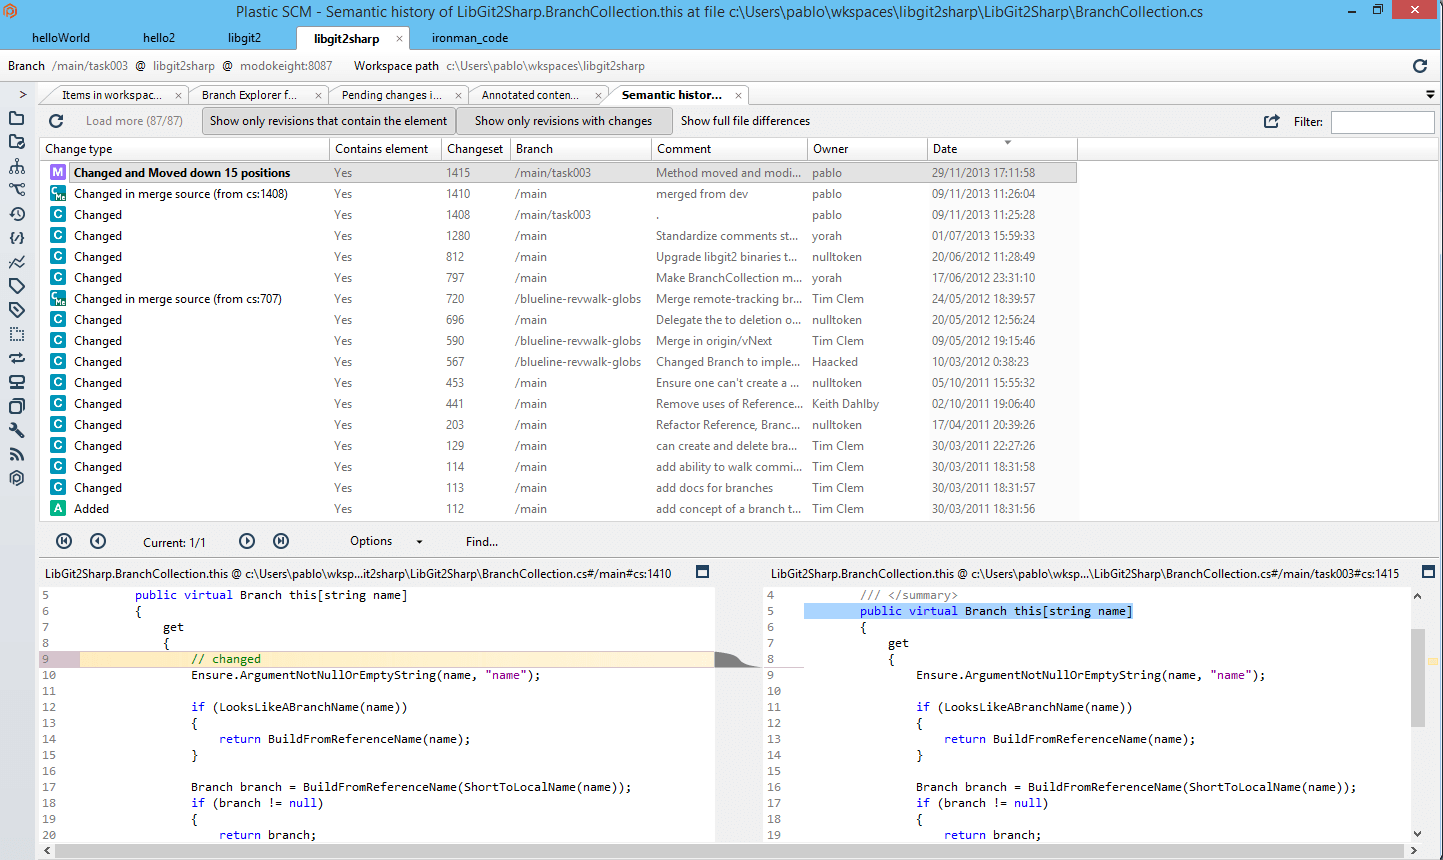 Plastic SCM - Semantic history of LibGit2Sharp.BranchCollection.this at file c:\Users\pablo\wkspaces\libgit2sharp\LibGit2Sharp\BranchCollection.cs
helloWorld hello2 libgit2 libgit2sharp × ironman_code
Branch /main/task003 @ libgit2sharp @ modokeight:8087 Workspace path c:\Users\pablo\wkspaces\libgit2sharp
Items in workspac... × Branch Explorer f... × Pending changes i... × Annotated conten... × Semantic histor... ×
Load more (87/87) Show only revisions that contain the element Show only revisions with changes Show full file differences Filter:
Change type Contains element Changeset Branch Comment Owner Date
M Changed and Moved down 15 positions Yes 1415 /main/task003 Method moved and modi... pablo 29/11/2013 17:11:58
C Me Changed in merge source (from cs:1408) Yes 1410 /main merged from dev pablo 09/11/2013 11:26:04
C Changed Yes 1408 /main/task003 . pablo 09/11/2013 11:25:28
C Changed Yes 1280 /main Standardize comments st... yorah 01/07/2013 15:59:33
C Changed Yes 812 /main Upgrade libgit2 binaries t... nulltoken 20/06/2012 11:28:49
C Changed Yes 797 /main Make BranchCollection m... yorah 17/06/2012 23:31:10
C Me Changed in merge source (from cs:707) Yes 720 /blueline-revwalk-globs Merge remote-tracking br... Tim Clem 24/05/2012 18:39:57
C Changed Yes 696 /main Delegate the to deletion o... nulltoken 20/05/2012 12:56:24
C Changed Yes 590 /blueline-revwalk-globs Merge in origin/vNext Tim Clem 09/05/2012 19:15:46
C Changed Yes 567 /blueline-revwalk-globs Changed Branch to imple... Haacked 10/03/2012 0:38:23
C Changed Yes 453 /main Ensure one can't create a ... nulltoken 05/10/2011 15:55:32
C Changed Yes 441 /main Remove uses of Reference... Keith Dahlby 02/10/2011 19:06:40
C Changed Yes 203 /main Refactor Reference, Branc... nulltoken 17/04/2011 20:39:26
C Changed Yes 129 /main can create and delete bra... Tim Clem 30/03/2011 22:27:26
C Changed Yes 114 /main add ability to walk commi... Tim Clem 30/03/2011 18:31:58
C Changed Yes 113 /main add docs for branches Tim Clem 30/03/2011 18:31:57
A Added Yes 112 /main add concept of a branch t... Tim Clem 30/03/2011 18:31:56
Current: 1/1 Options Find...
LibGit2Sharp.BranchCollection.this @ c:\Users\pablo\wksp...it2sharp\LibGit2Sharp\BranchCollection.cs#/main#cs:1410
5 public virtual Branch this[string name]
6 {
7 get
8 {
9 // changed
10 Ensure.ArgumentNotNullOrEmptyString(name, "name");
11
12 if (LooksLikeABranchName(name))
13 {
14 return BuildFromReferenceName(name);
15 }
16
17 Branch branch = BuildFromReferenceName(ShortToLocalName(name));
18 if (branch != null)
19 {
20 return branch;
LibGit2Sharp.BranchCollection.this @ c:\Users\pablo\wksp...\LibGit2Sharp\BranchCollection.cs#/main/task003#cs:1415
4 /// </summary>
5 public virtual Branch this[string name]
6 {
7 get
8 {
9 Ensure.ArgumentNotNullOrEmptyString(name, "name");
10
11 if (LooksLikeABranchName(name))
12 {
13 return BuildFromReferenceName(name);
14 }
15
16 Branch branch = BuildFromReferenceName(ShortToLocalName(name));
17 if (branch != null)
18 {
19 return branch;